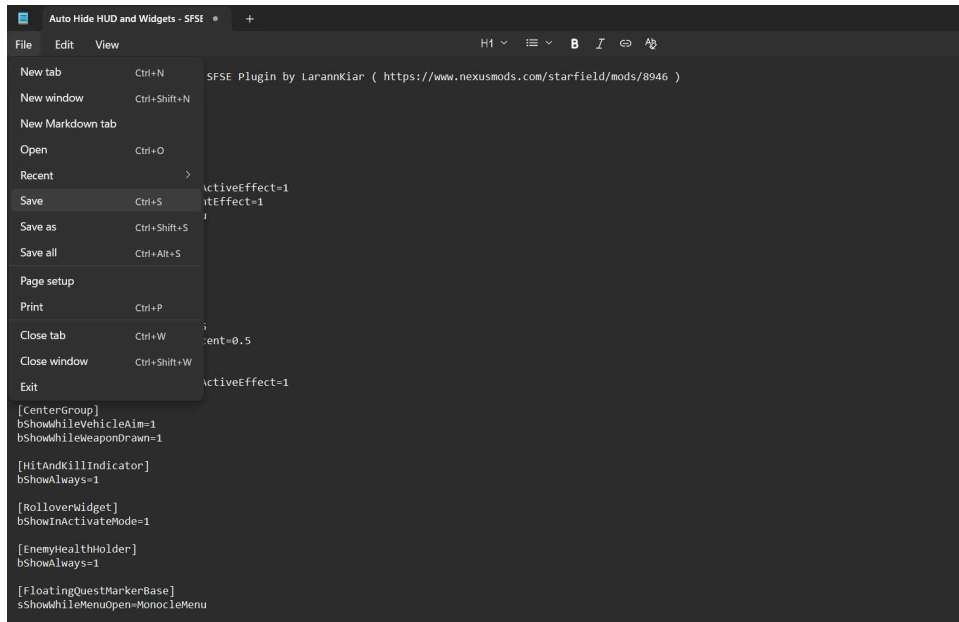 Auto Hide HUD and Widgets - SFSE
File Edit View
H1 B I
SFSE Plugin by LarannKiar ( https://www.nexusmods.com/starfield/mods/8946 )
New tab Ctrl+N
New window Ctrl+Shift+N
New Markdown tab
Open Ctrl+O
Recent
ActiveEffect=1
Save Ctrl+S
ntEffect=1
Save as Ctrl+Shift+S
Save all Ctrl+Alt+S
Page setup
Print Ctrl+P
Close tab Ctrl+W
cent=0.5
Close window Ctrl+Shift+W
Exit
ActiveEffect=1
[CenterGroup]
bShowWhileVehicleAim=1
bShowWhileWeaponDrawn=1
[HitAndKillIndicator]
bShowAlways=1
[RolloverWidget]
bShowInActivateMode=1
[EnemyHealthHolder]
bShowAlways=1
[FloatingQuestMarkerBase]
sShowWhileMenuOpen=MonocleMenu